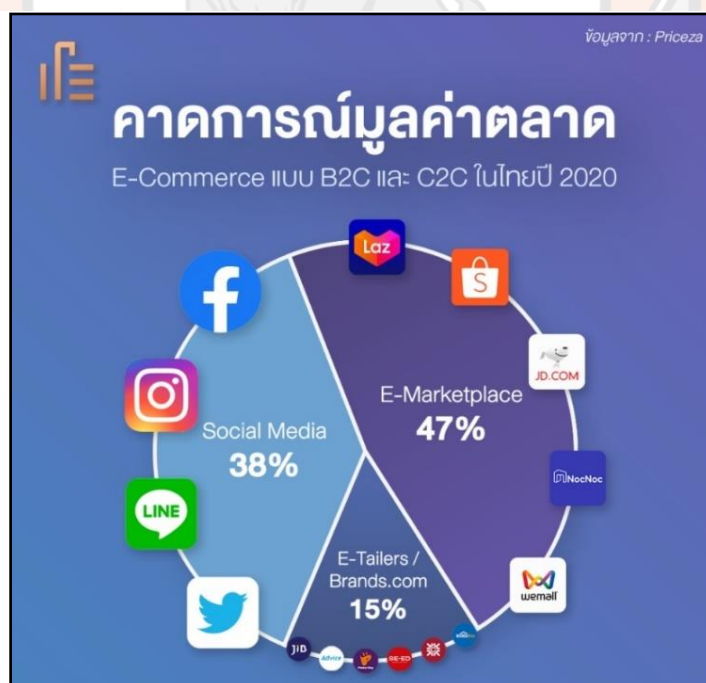 ข้อมูลจาก : Priceza
คาดการณ์มูลค่าตลาด
E-Commerce แบบ B2C และ C2C ในไทยปี 2020
Laz
S
JD.COM
E-Marketplace
47%
Social Media
38%
NocNoc
LINE
E-Tailers /
Brands.com
15%
wemall
JIB
Advice
SE-ED